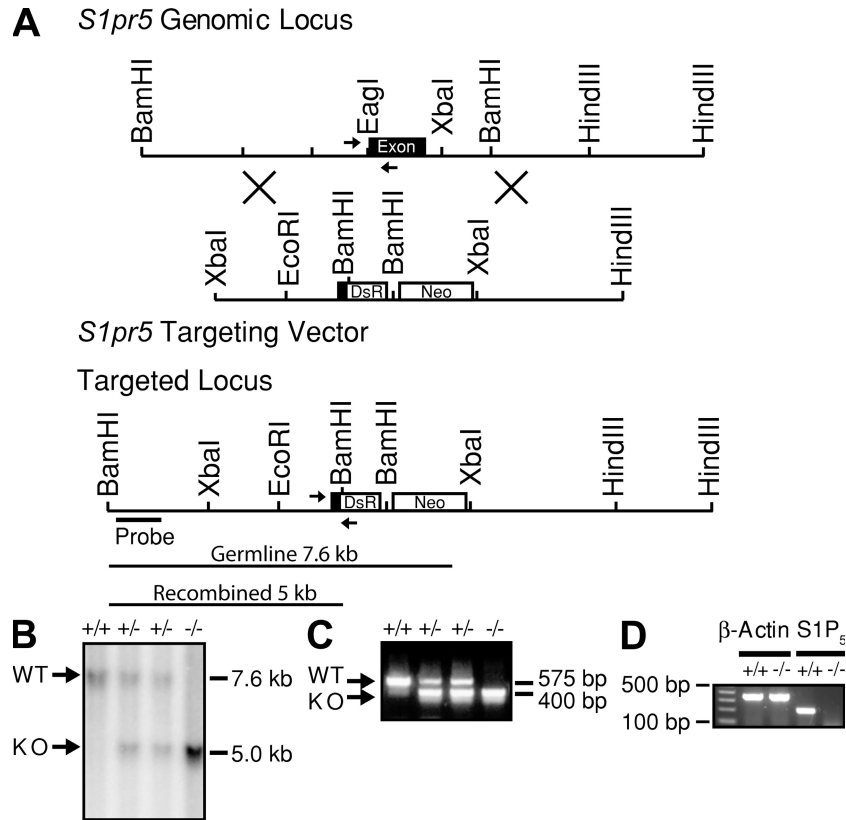 A
S1pr5 Genomic Locus
BamHI EagI XbaI BamHI HindIII HindIII
Exon
XbaI EcoRI BamHI BamHI XbaI HindIII
DsR Neo
S1pr5 Targeting Vector
Targeted Locus
BamHI XbaI EcoRI BamHI BamHI XbaI HindIII HindIII
DsR Neo
Probe
Germline 7.6 kb
Recombined 5 kb
B
+/+ +/- +/- -/-
WT
7.6 kb
KO
5.0 kb
C
+/+ +/- +/- -/-
WT
575 bp
KO
400 bp
D
β-Actin S1P5
+/+ -/- +/+ -/-
500 bp
100 bp